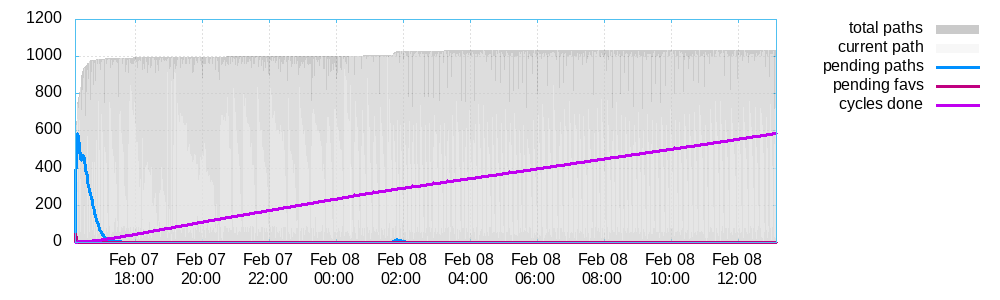 1200
1000
800
600
400
200
0
Feb 07 Feb 07 Feb 07 Feb 08 Feb 08 Feb 08 Feb 08 Feb 08 Feb 08 Feb 08
18:00 20:00 22:00 00:00 02:00 04:00 06:00 08:00 10:00 12:00
total paths
current path
pending paths
pending favs
cycles done